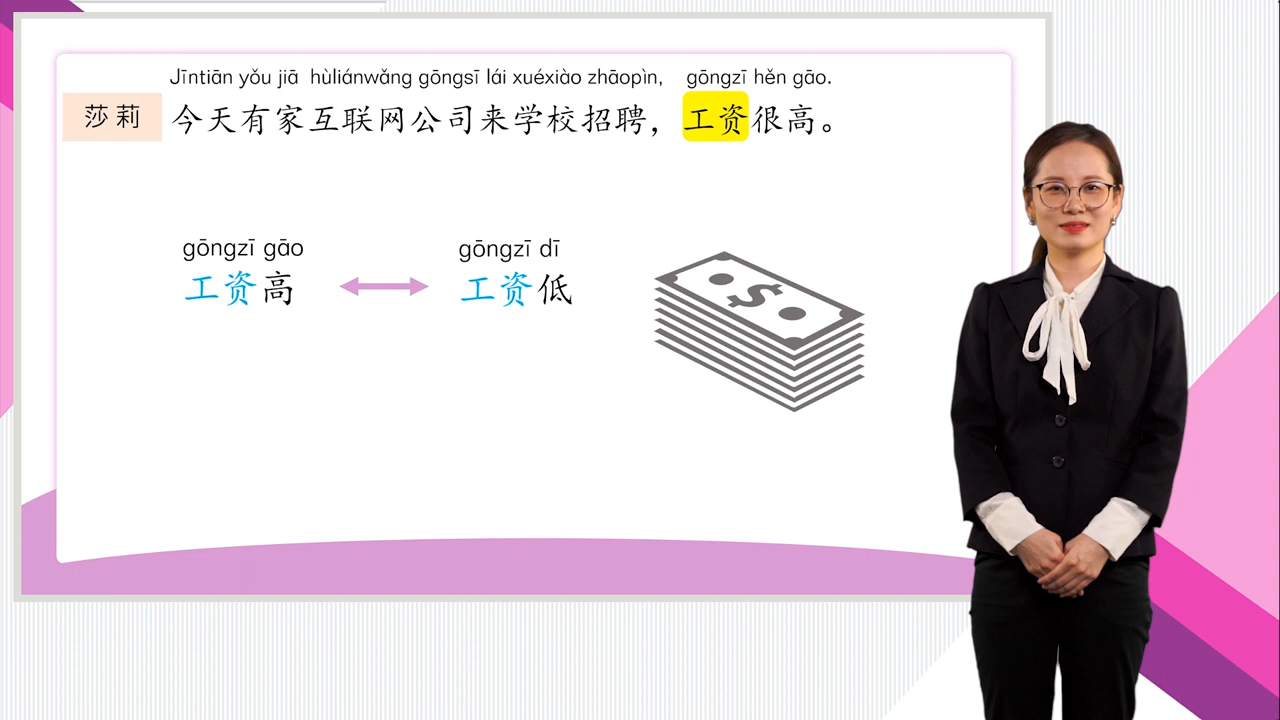 Jīntiān yǒu jiā hùliánwǎng gōngsī lái xuéxiào zhāopìn, gōngzī hěn gāo.
莎莉 今天有家互联网公司来学校招聘，工资很高。
gōngzī gāo gōngzī dī
工资高 工资低
$